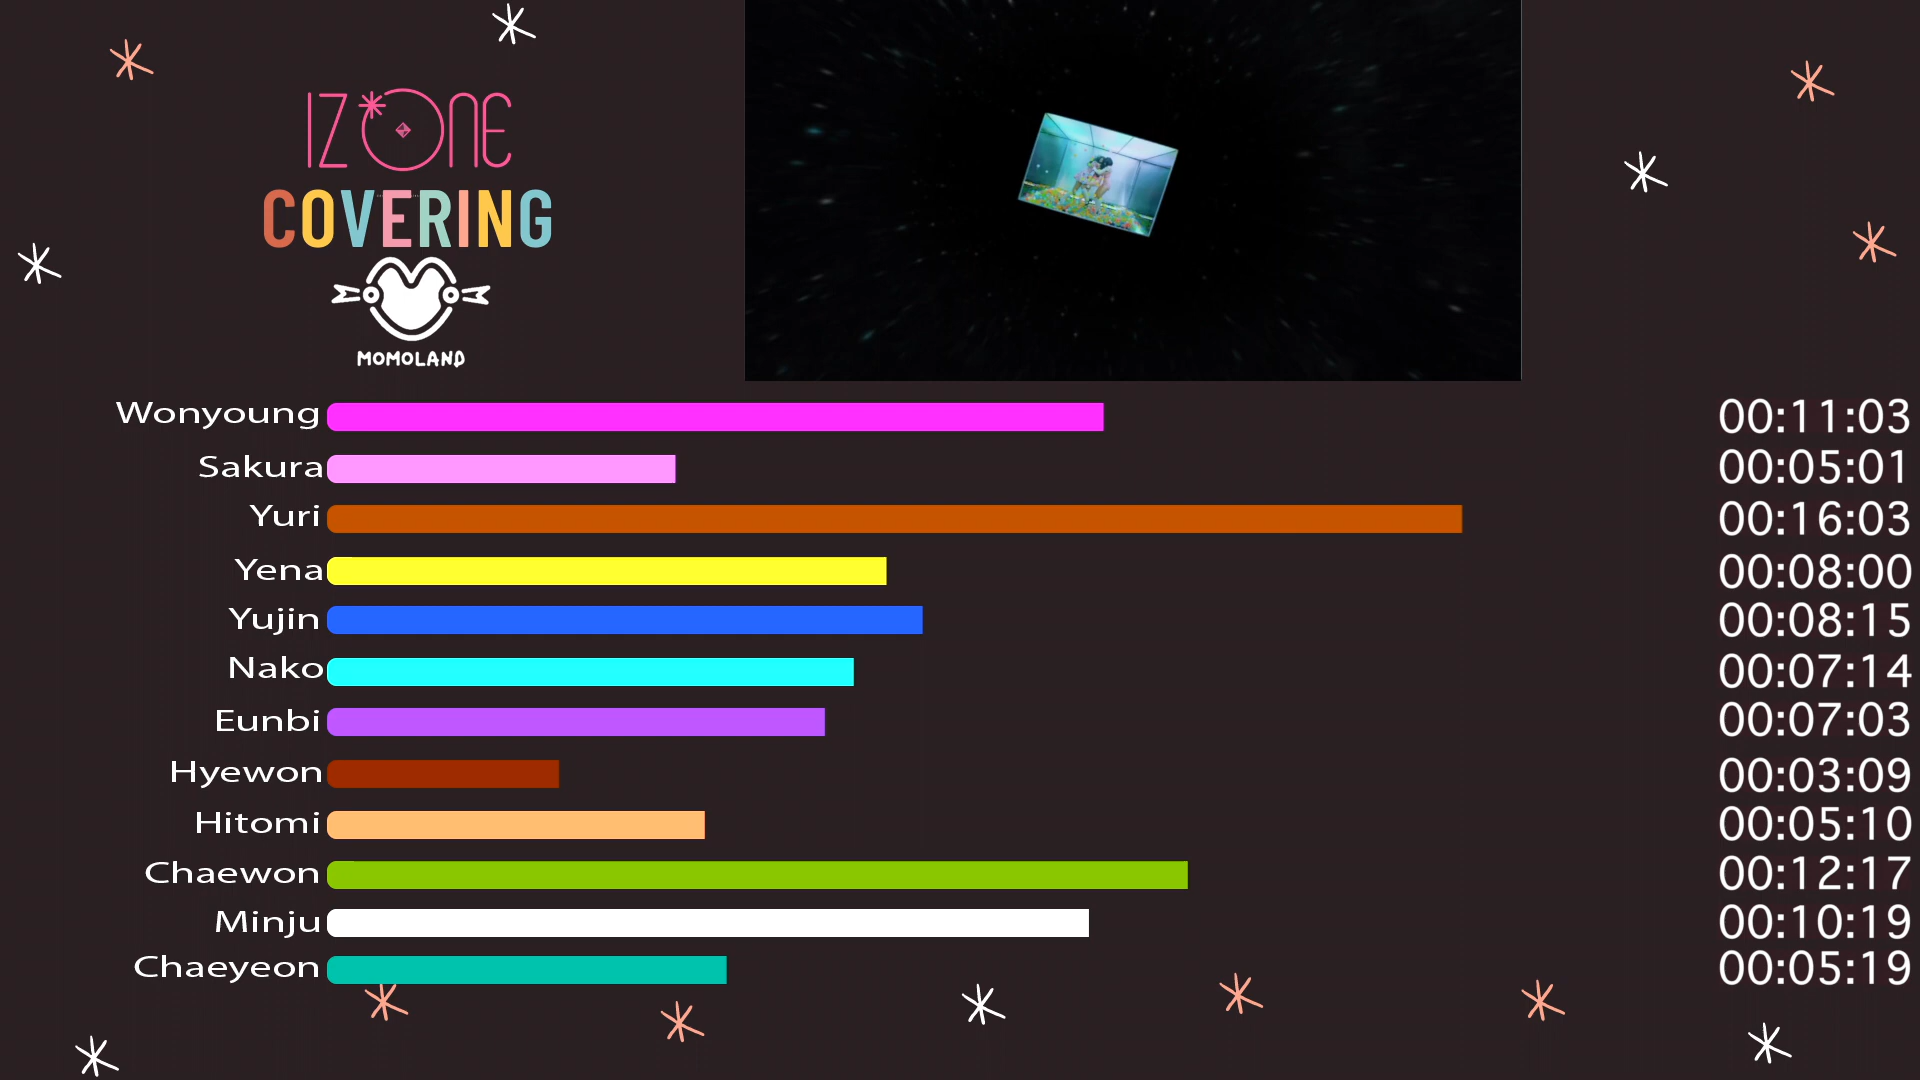 IZ*ONE
COVERING
MOMOLAND
Wonyoung 00:11:03
Sakura 00:05:01
Yuri 00:16:03
Yena 00:08:00
Yujin 00:08:15
Nako 00:07:14
Eunbi 00:07:03
Hyewon 00:03:09
Hitomi 00:05:10
Chaewon 00:12:17
Minju 00:10:19
Chaeyeon 00:05:19